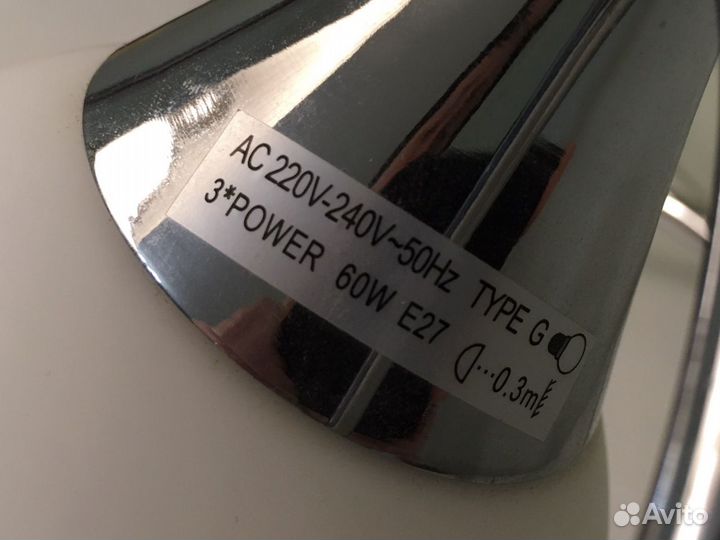 AC 220V-240V~50Hz TYPE G
3*POWER 60W E27 ···0.3m
Avito